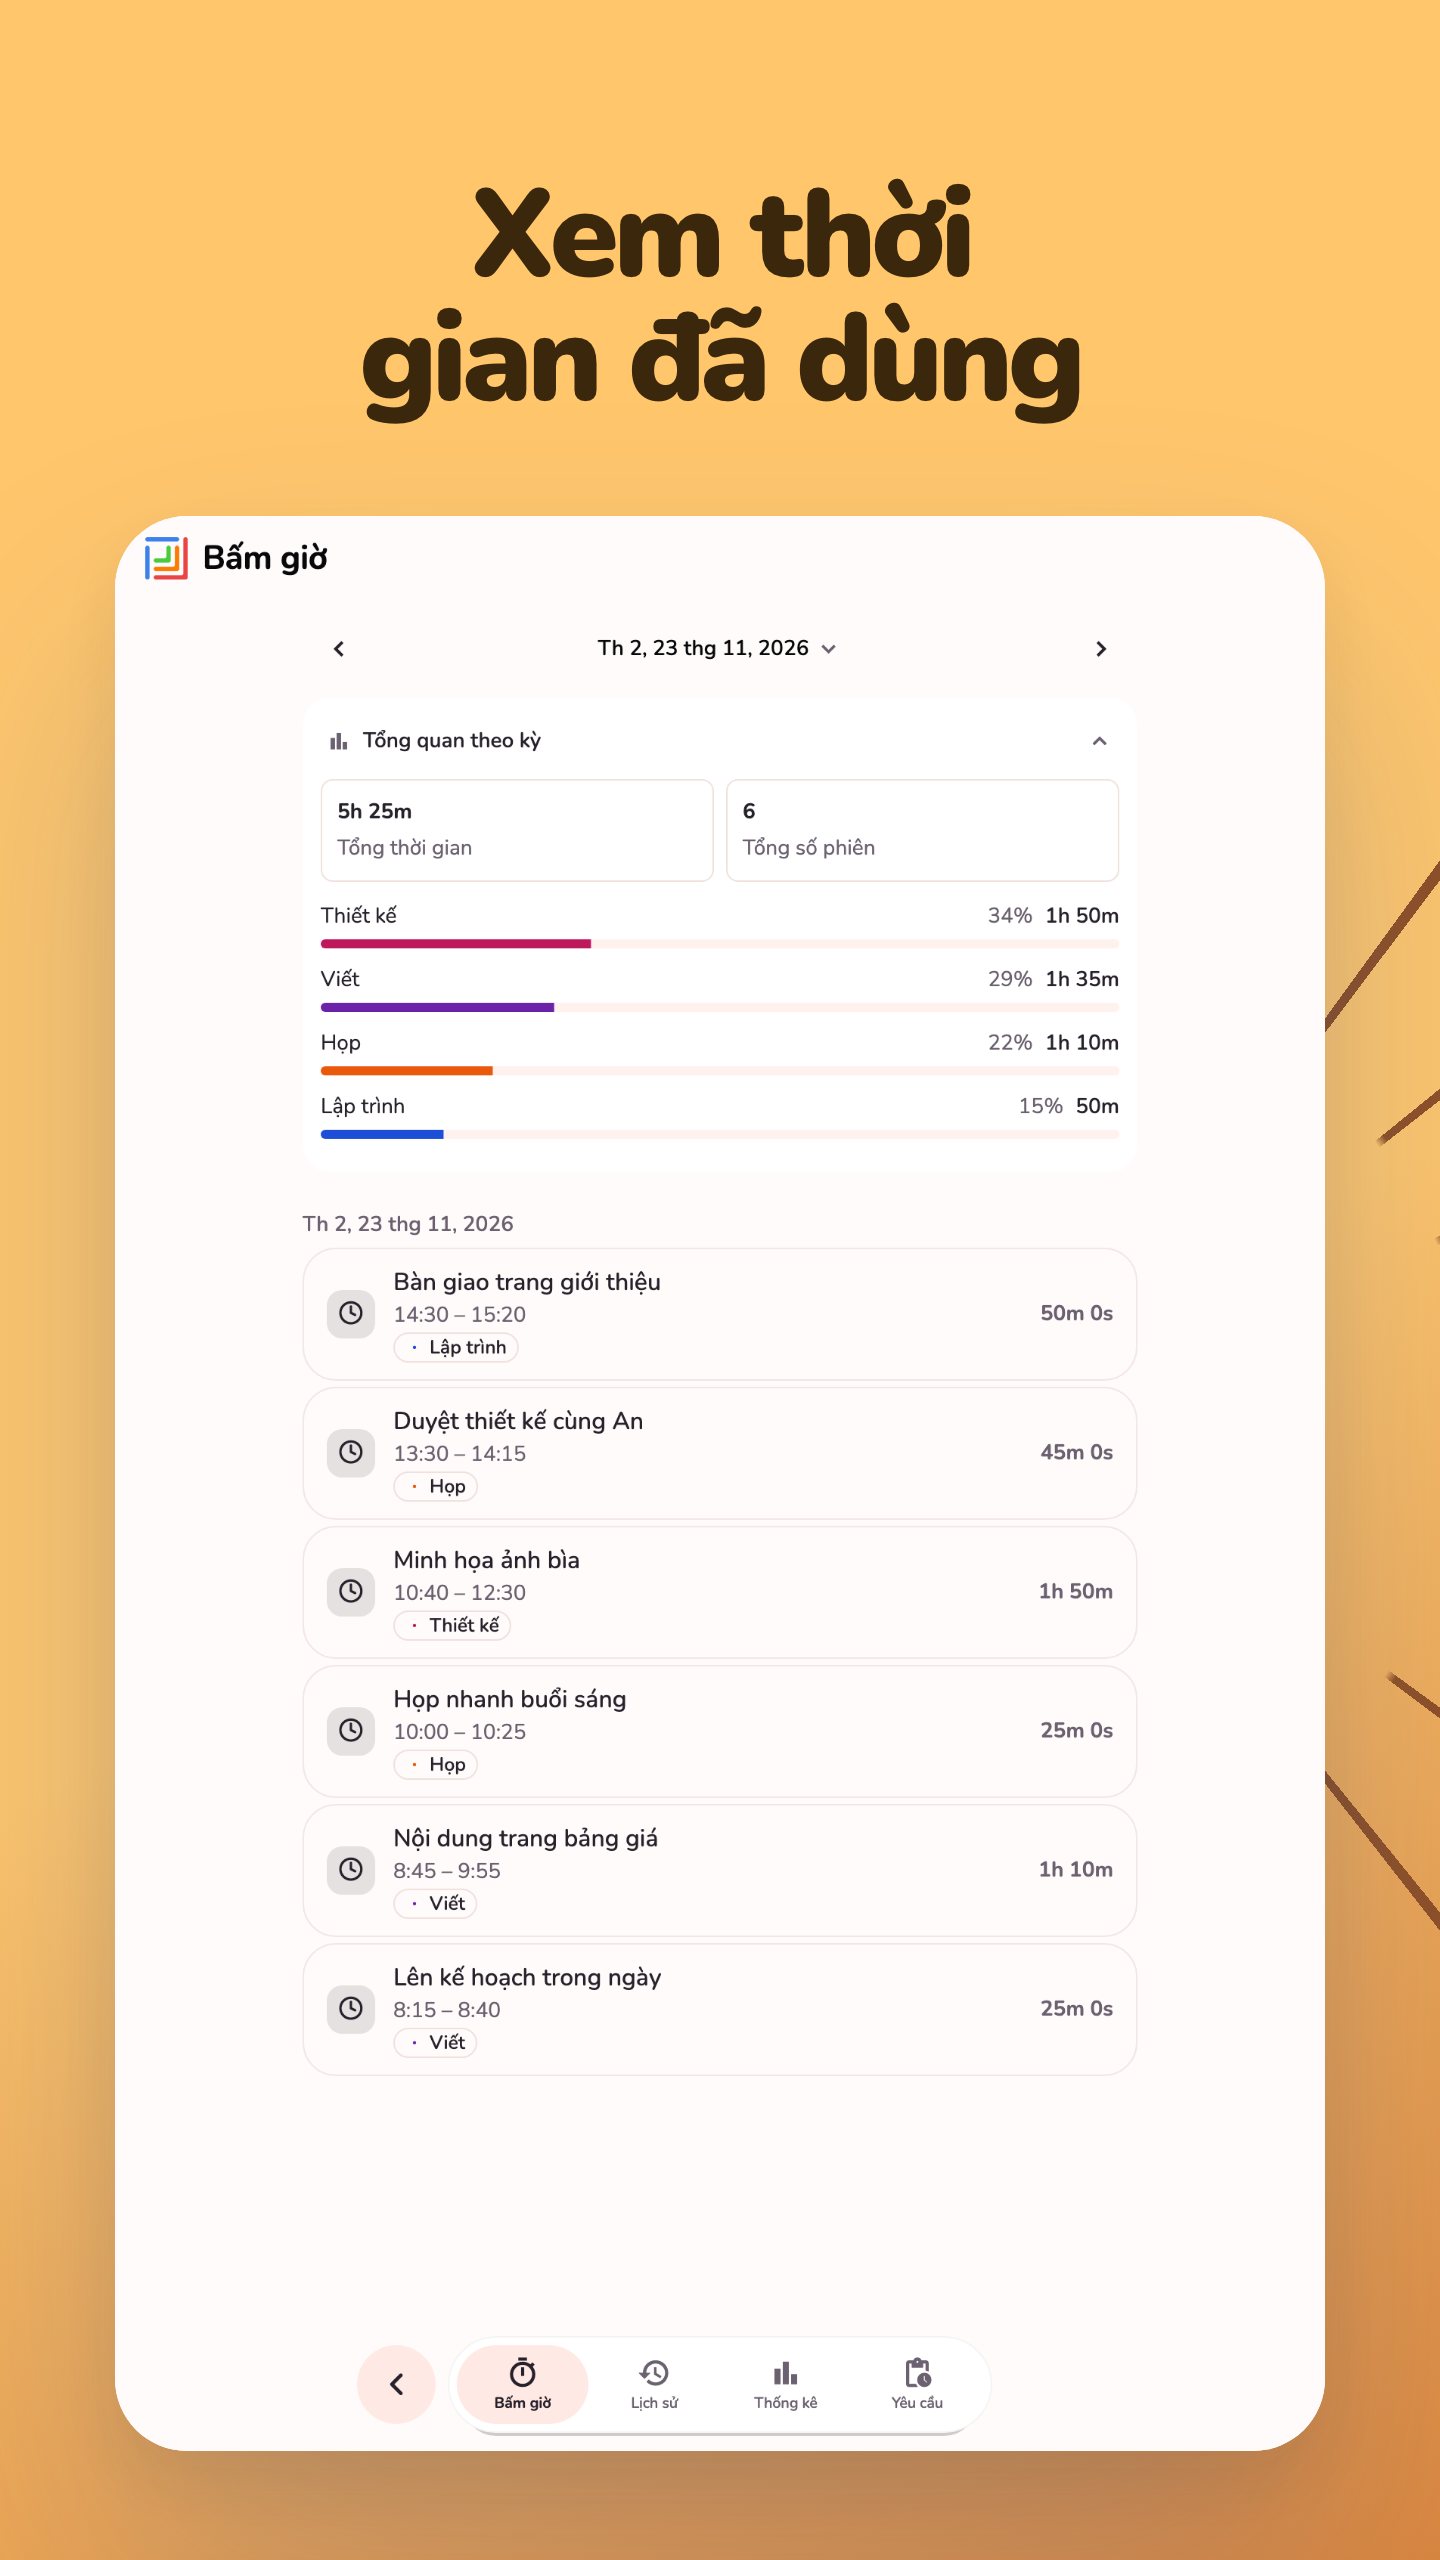 Xem thời
gian đã dùng
Bấm giờ
Th 2, 23 thg 11, 2026
Tổng quan theo kỳ
5h 25m
Tổng thời gian
6
Tổng số phiên
Thiết kế 34% 1h 50m
Viết 29% 1h 35m
Họp 22% 1h 10m
Lập trình 15% 50m
Th 2, 23 thg 11, 2026
Bàn giao trang giới thiệu
14:30 – 15:20
50m 0s
Lập trình
Duyệt thiết kế cùng An
13:30 – 14:15
45m 0s
Họp
Minh họa ảnh bìa
10:40 – 12:30
1h 50m
Thiết kế
Họp nhanh buổi sáng
10:00 – 10:25
25m 0s
Họp
Nội dung trang bảng giá
8:45 – 9:55
1h 10m
Viết
Lên kế hoạch trong ngày
8:15 – 8:40
25m 0s
Viết
Bấm giờ
Lịch sử
Thống kê
Yêu cầu